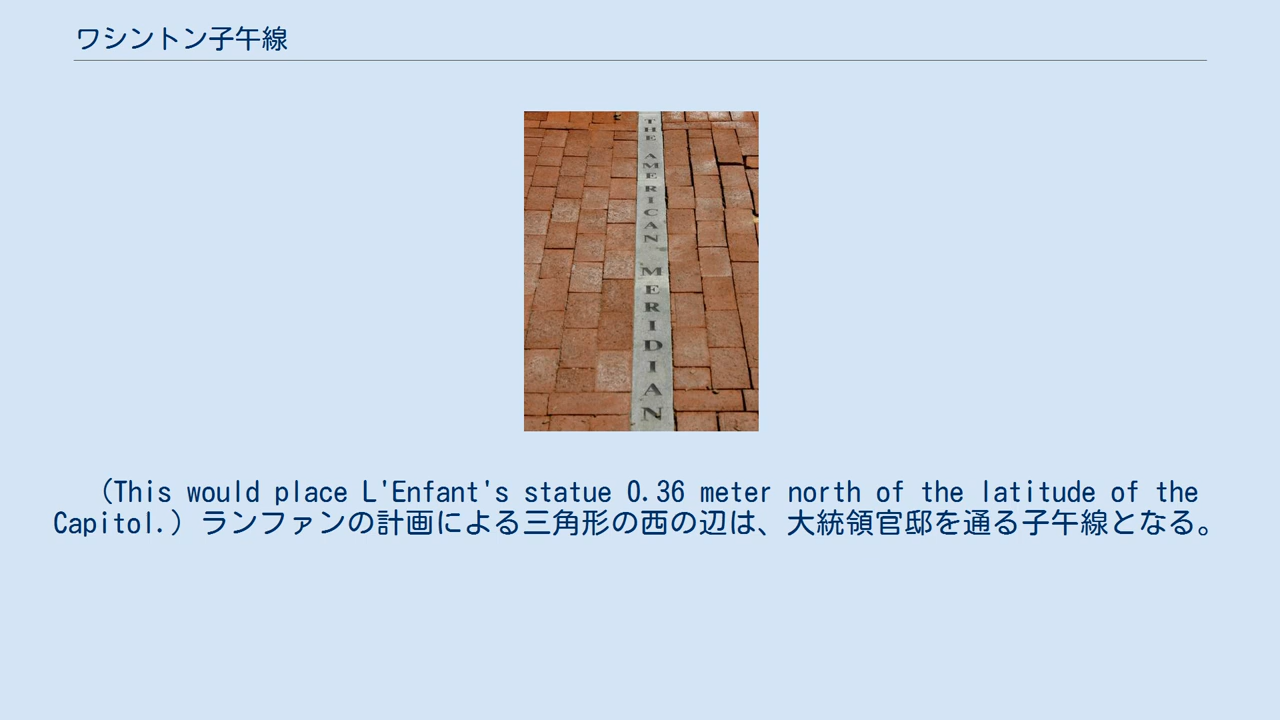 ワシントン子午線
THE AMERICAN MERIDIAN
（This would place L'Enfant's statue 0.36 meter north of the latitude of the
Capitol.）ランファンの計画による三角形の西の辺は、大統領官邸を通る子午線となる。